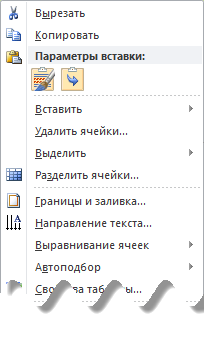 Вырезать
Копировать
Параметры вставки:
Вставить
Удалить ячейки...
Выделить
Разделить ячейки...
Границы и заливка...
Направление текста...
Выравнивание ячеек
Автоподбор